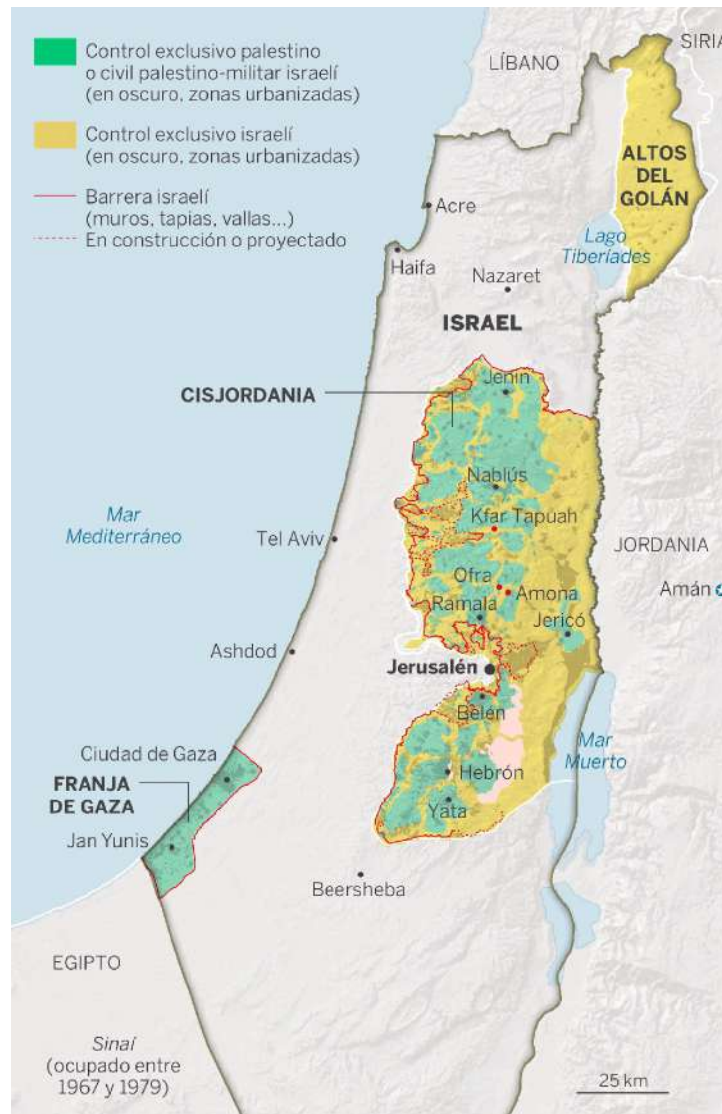 Control exclusivo palestino
o civil palestino-militar israelí
(en oscuro, zonas urbanizadas)
Control exclusivo israelí
(en oscuro, zonas urbanizadas)
Barrera israelí
(muros, tapias, vallas...)
En construcción o proyectado
SIRIA
LÍBANO
ALTOS
DEL
GOLÁN
Acre
Lago
Tiberíades
Haifa
Nazaret
ISRAEL
CISJORDANIA
Jenín
Nablús
Mar
Mediterráneo
Kfar Tapuah
Tel Aviv
JORDANIA
Ofra
Amona
Amán
Ramala
Jericó
Ashdod
Jerusalén
Belén
Mar
Muerto
Ciudad de Gaza
FRANJA
DE GAZA
Hebrón
Yata
Jan Yunis
Beersheba
EGIPTO
Sinaí
(ocupado entre
1967 y 1979)
25 km